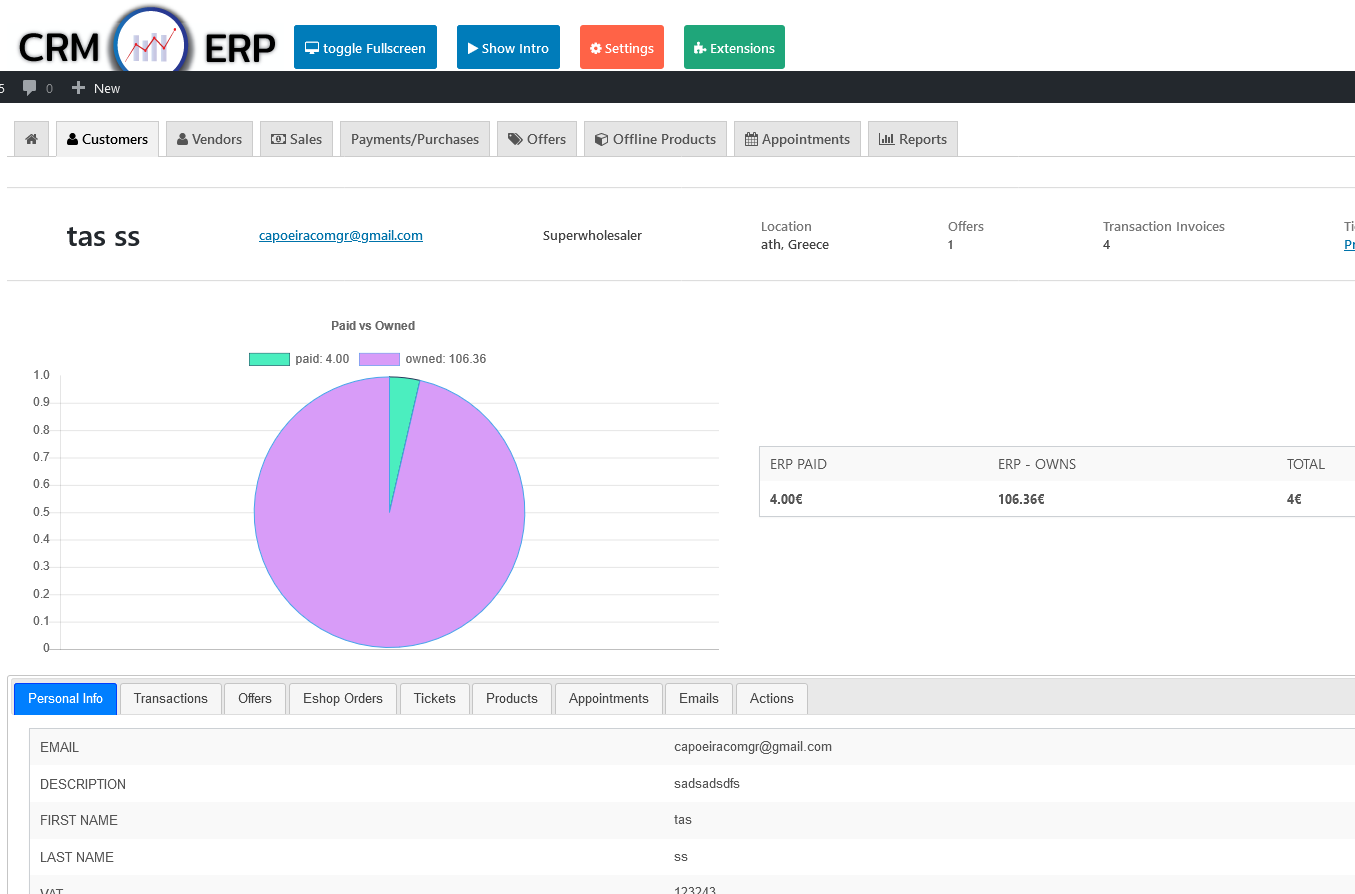 CRM ERP
toggle Fullscreen Show Intro Settings Extensions
5 0 New
Customers Vendors Sales Payments/Purchases Offers Offline Products Appointments Reports
tas ss
capoeiracomgr@gmail.com
Superwholesaler
Location
ath, Greece
Offers
1
Transaction Invoices
4
Paid vs Owned
paid: 4.00 owned: 106.36
1.0
0.9
0.8
0.7
0.6
0.5
0.4
0.3
0.2
0.1
0
ERP PAID ERP - OWNS TOTAL
4.00€ 106.36€ 4€
Personal Info Transactions Offers Eshop Orders Tickets Products Appointments Emails Actions
EMAIL capoeiracomgr@gmail.com
DESCRIPTION sadsadsdfs
FIRST NAME tas
LAST NAME ss
VAT 123243